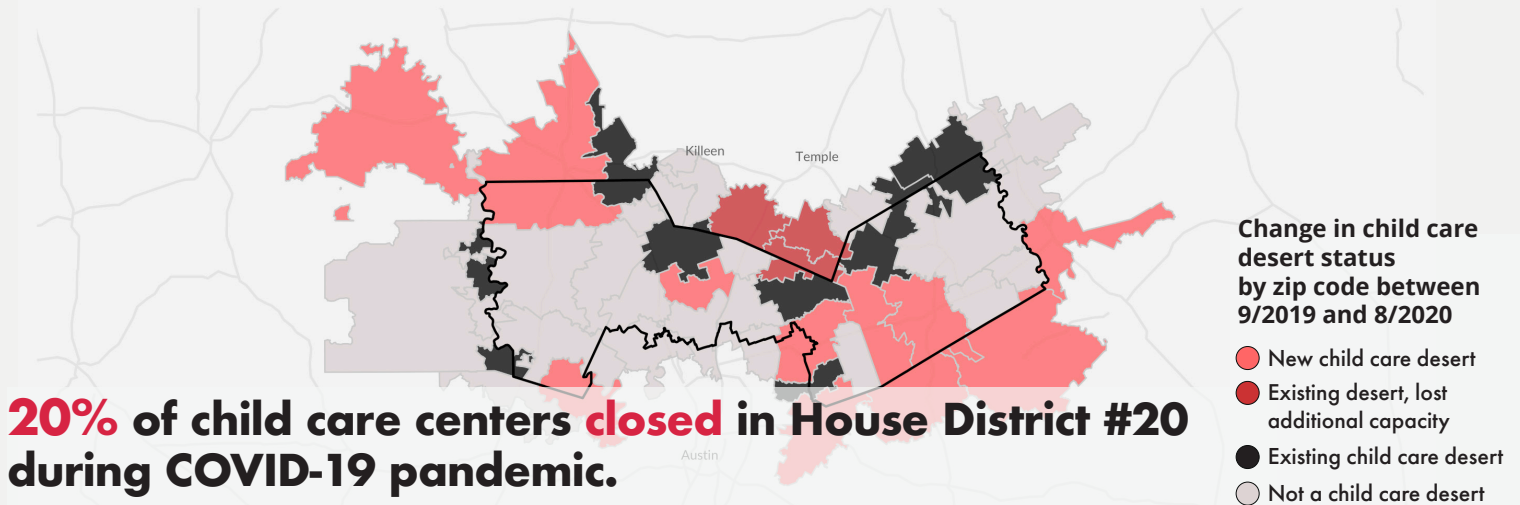 Killeen
Temple
Change in child care
desert status
by zip code between
9/2019 and 8/2020
New child care desert
Existing desert, lost
additional capacity
Existing child care desert
Not a child care desert
20% of child care centers closed in House District #20
during COVID-19 pandemic.
Austin